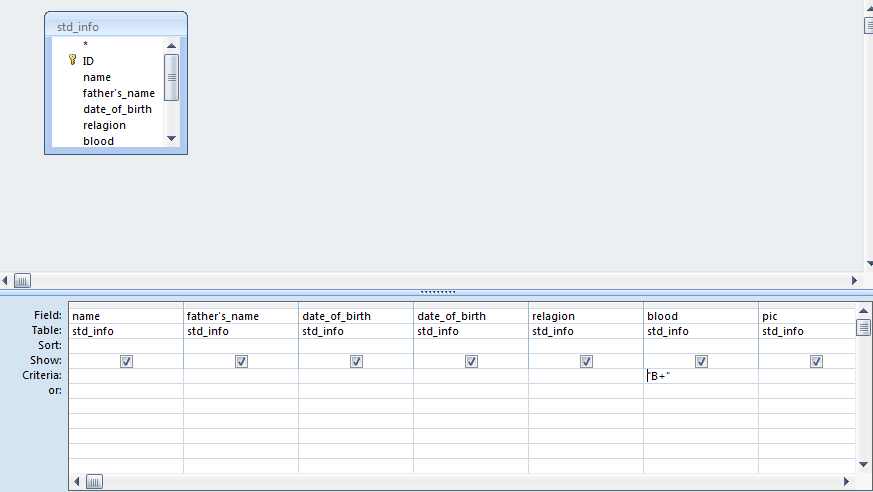 std_info
*
ID
name
father's_name
date_of_birth
relagion
blood
Field: name father's_name date_of_birth date_of_birth relagion blood pic
Table: std_info std_info std_info std_info std_info std_info std_info
Sort:
Show:
Criteria: "B+"
or: